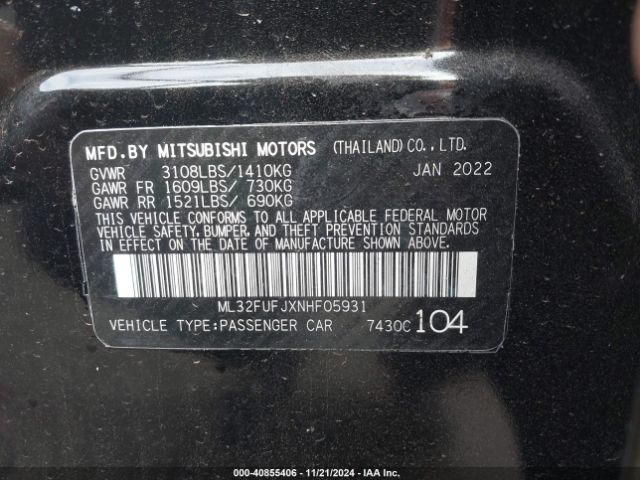 MFD.BY MITSUBISHI MOTORS (THAILAND)CO.,LTD.
GVWR 3108LBS/1410KG JAN 2022
GAWR FR 1609LBS/ 730KG
GAWR RR 1521LBS/ 690KG
THIS VEHICLE CONFORMS TO ALL APPLICABLE FEDERAL MOTOR
VEHICLE SAFETY, BUMPER, AND THEFT PREVENTION STANDARDS
IN EFFECT ON THE DATE OF MANUFACTURE SHOWN ABOVE.
ML32FUFJXNHF05931
VEHICLE TYPE:PASSENGER CAR 7430C 104
000-40855406 - 11/21/2024 - IAA Inc.